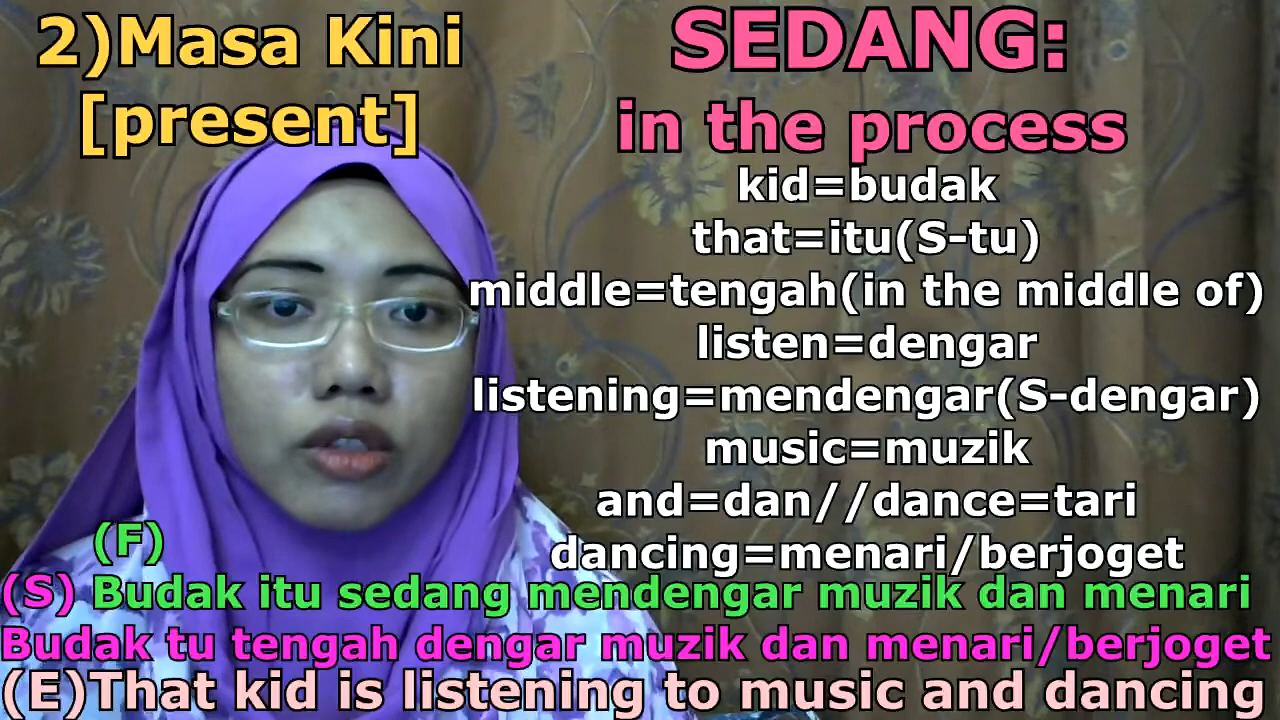 2)Masa Kini
[present]
SEDANG:
in the process
kid=budak
that=itu(S-tu)
middle=tengah(in the middle of)
listen=dengar
listening=mendengar(S-dengar)
music=muzik
and=dan//dance=tari
dancing=menari/berjoget
(F)
(S) Budak itu sedang mendengar muzik dan menari
Budak tu tengah dengar muzik dan menari/berjoget
(E)That kid is listening to music and dancing